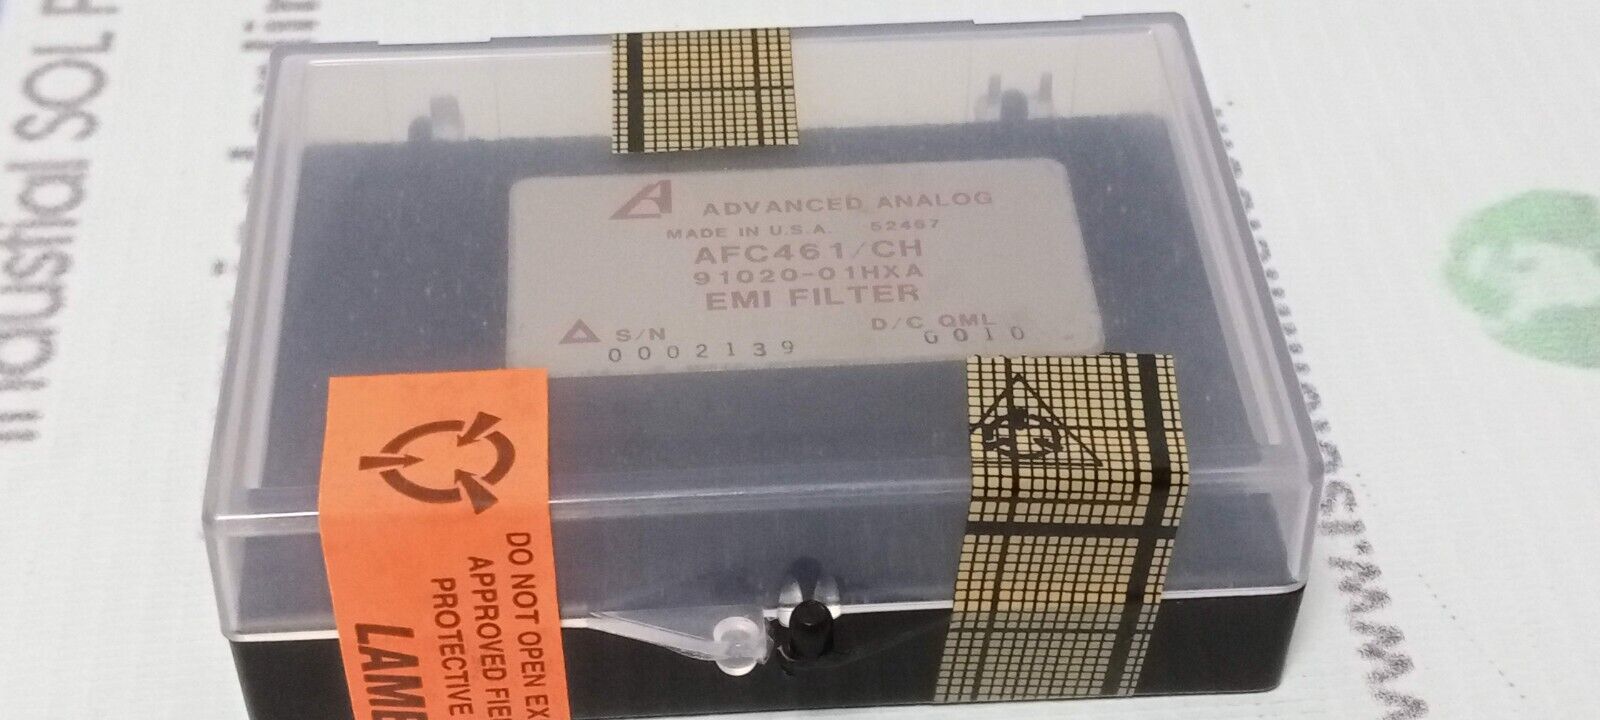 ADVANCED ANALOG
MADE IN U.S.A. 52467
AFC461/CH
91020-01HXA
EMI FILTER
S/N D/C QML
0002139 0010
DO NOT OPEN EX
APPROVED FIE
PROTECTIVE
LAMB